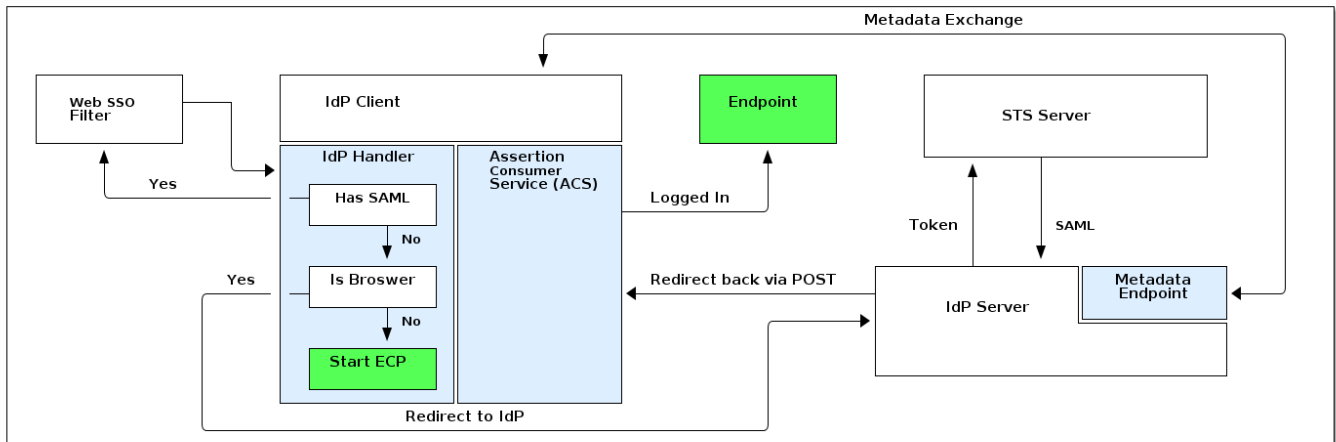 Metadata Exchange
Web SSO
Filter
IdP Client
Endpoint
STS Server
IdP Handler
Assertion
Consumer
Service (ACS)
Yes
Has SAML
Logged In
No
Token
SAML
Yes
Is Broswer
Redirect back via POST
Metadata
Endpoint
IdP Server
No
Start ECP
Redirect to IdP